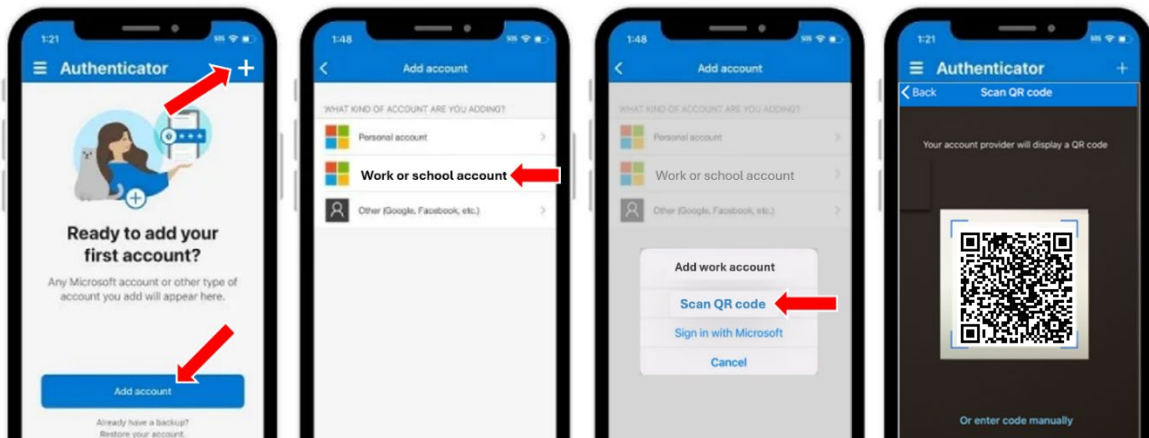 1:21
SOS
Authenticator
Ready to add your
first account?
Any Microsoft account or other type of
account you add will appear here.
Add account
Already have a backup?
Restore your account.
1:48
SOS
Add account
WHAT KIND OF ACCOUNT ARE YOU ADDING?
Personal account
Work or school account
Other (Google, Facebook, etc.)
1:48
SOS
Add account
WHAT KIND OF ACCOUNT ARE YOU ADDING?
Personal account
Work or school account
Other (Google, Facebook, etc.)
Add work account
Scan QR code
Sign in with Microsoft
Cancel
1:21
SOS
Authenticator
Back
Scan QR code
Your account provider will display a QR code
Or enter code manually